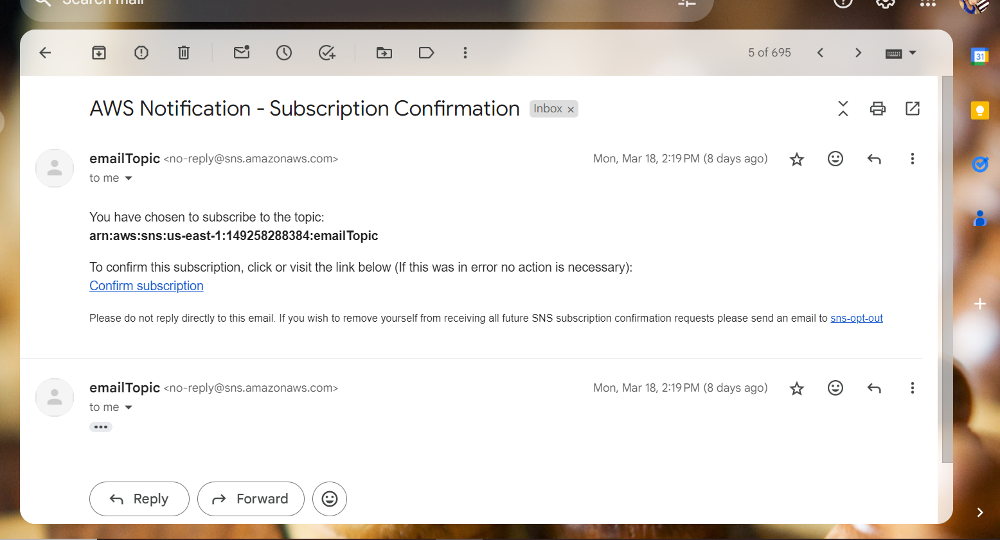 Search mail
5 of 695
31
AWS Notification - Subscription Confirmation Inbox ×
emailTopic <no-reply@sns.amazonaws.com> Mon, Mar 18, 2:19 PM (8 days ago)
to me
You have chosen to subscribe to the topic:
arn:aws:sns:us-east-1:149258288384:emailTopic
To confirm this subscription, click or visit the link below (If this was in error no action is necessary):
Confirm subscription
Please do not reply directly to this email. If you wish to remove yourself from receiving all future SNS subscription confirmation requests please send an email to sns-opt-out
emailTopic <no-reply@sns.amazonaws.com> Mon, Mar 18, 2:19 PM (8 days ago)
to me
•••
Reply Forward